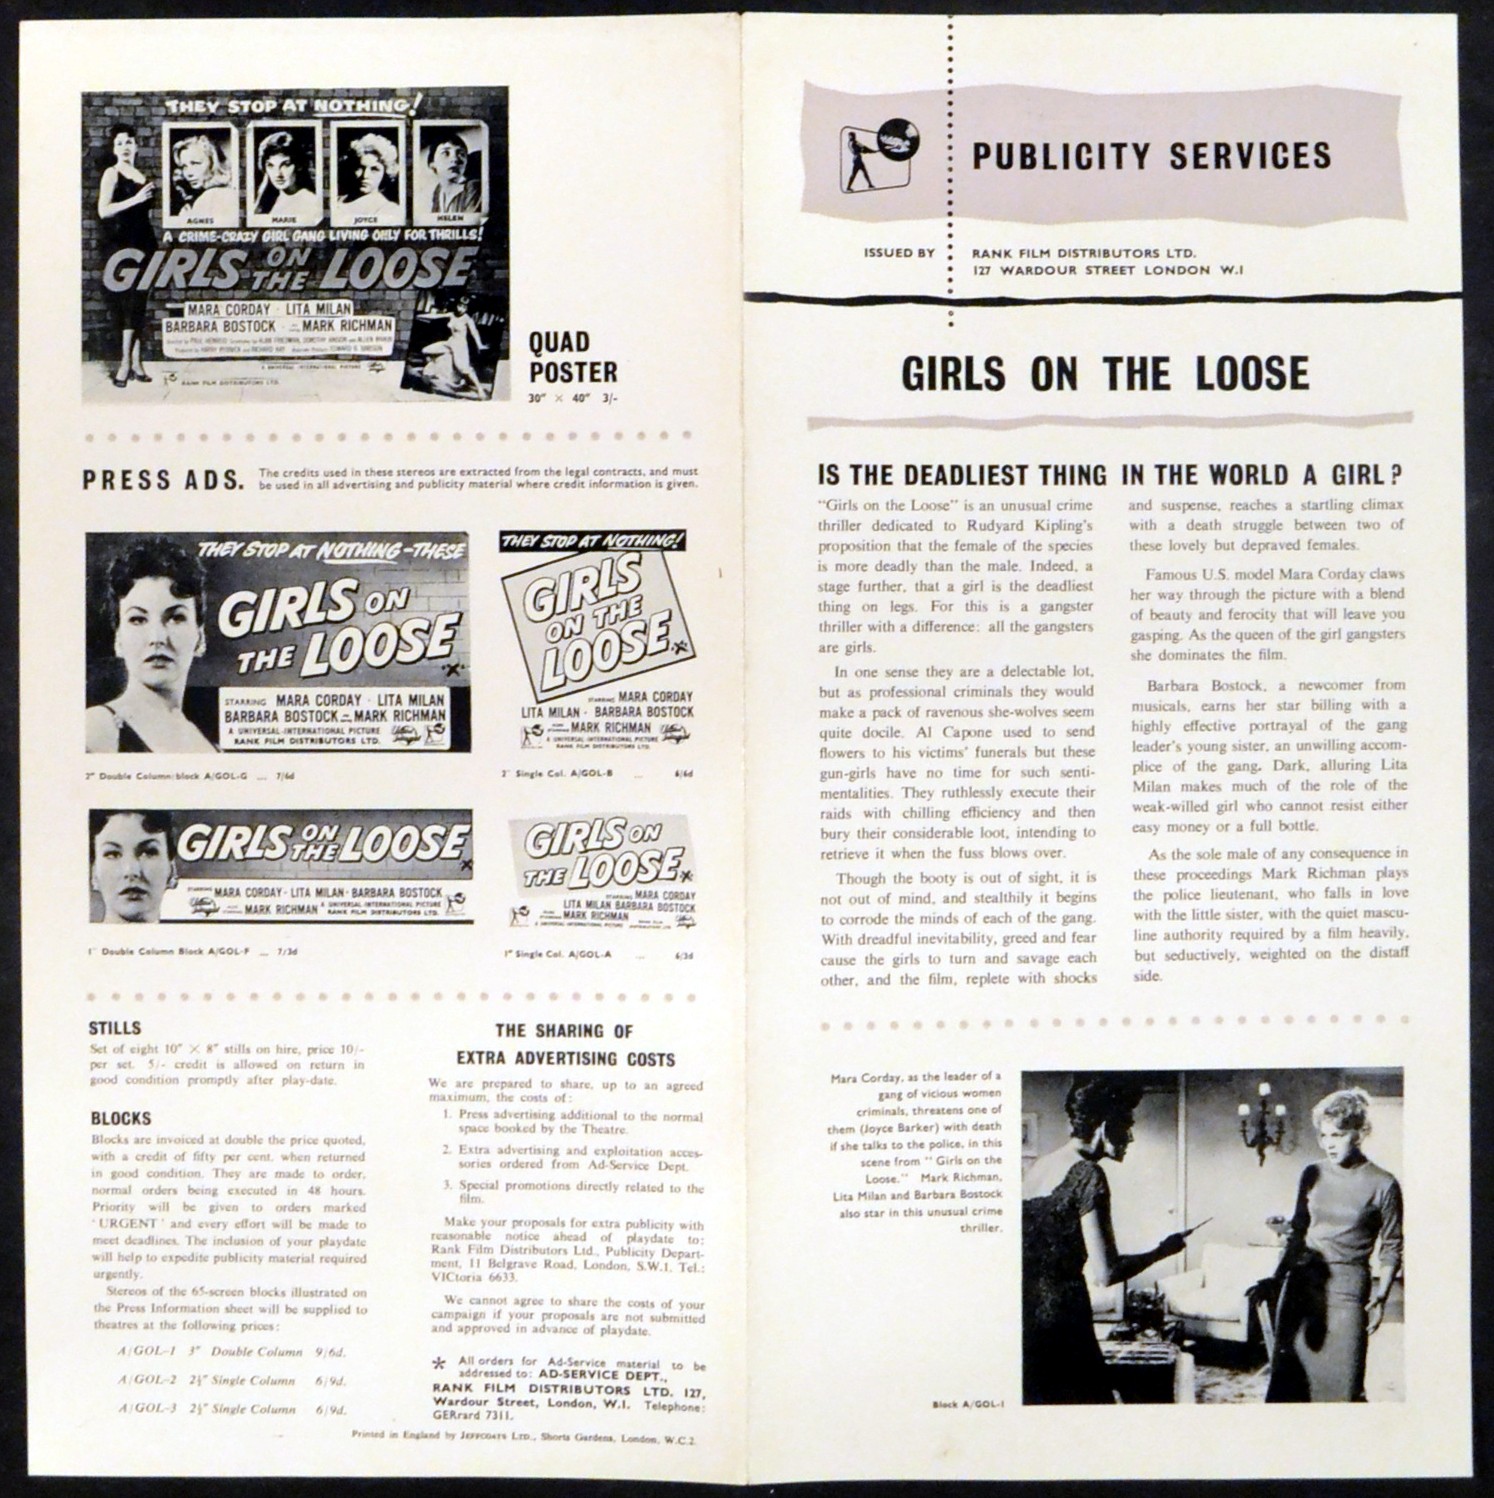 THEY STOP AT NOTHING!
AGNES MARIE JOYCE HELEN
A CRIME-CRAZY GIRL GANG LIVING ONLY FOR THRILLS!
GIRLS ON THE LOOSE
MARA CORDAY · LITA MILAN
BARBARA BOSTOCK MARK RICHMAN
A UNIVERSAL-INTERNATIONAL PICTURE
RANK FILM DISTRIBUTORS LTD.
QUAD
POSTER
30" × 40" 3/-
PRESS ADS.
The credits used in these stereos are extracted from the legal contracts, and must
be used in all advertising and publicity material where credit information is given.
THEY STOP AT NOTHING-THESE
GIRLS ON
THE LOOSE
X
STARRING MARA CORDAY · LITA MILAN
BARBARA BOSTOCK MARK RICHMAN
A UNIVERSAL-INTERNATIONAL PICTURE
RANK FILM DISTRIBUTORS LTD.
2" Double Column block A/GOL-G ... 7/6d
THEY STOP AT NOTHING!
GIRLS
ON THE
LOOSE
X
STARRING MARA CORDAY
LITA MILAN · BARBARA BOSTOCK
MARK RICHMAN
A UNIVERSAL-INTERNATIONAL PICTURE
RANK FILM DISTRIBUTORS LTD.
2" Single Col. A/GOL-B ... 6/6d
GIRLS ON THE LOOSE
X
STARRING MARA CORDAY · LITA MILAN · BARBARA BOSTOCK
MARK RICHMAN A UNIVERSAL-INTERNATIONAL PICTURE
RANK FILM DISTRIBUTORS LTD.
1" Double Column Block A/GOL-F ... 7/3d
GIRLS ON
THE LOOSE
X
STARRING MARA CORDAY
LITA MILAN BARBARA BOSTOCK
MARK RICHMAN
A UNIVERSAL-INTERNATIONAL PICTURE
1" Single Col. A/GOL-A ... 6/3d
STILLS
Set of eight 10" × 8" stills on hire, price 10/-
per set. 5/- credit is allowed on return in
good condition promptly after play-date.
BLOCKS
Blocks are invoiced at double the price quoted,
with a credit of fifty per cent. when returned
in good condition. They are made to order,
normal orders being executed in 48 hours.
Priority will be given to orders marked
'URGENT' and every effort will be made to
meet deadlines. The inclusion of your playdate
will help to expedite publicity material required
urgently.
Stereos of the 65-screen blocks illustrated on
the Press Information sheet will be supplied to
theatres at the following prices:
A/GOL-1 3" Double Column 9/6d.
A/GOL-2 2½" Single Column 6/9d.
A/GOL-3 2½" Single Column 6/9d.
THE SHARING OF
EXTRA ADVERTISING COSTS
We are prepared to share, up to an agreed
maximum, the costs of:
1. Press advertising additional to the normal
space booked by the Theatre.
2. Extra advertising and exploitation acces-
sories ordered from Ad-Service Dept.
3. Special promotions directly related to the
film.
Make your proposals for extra publicity with
reasonable notice ahead of playdate to:
Rank Film Distributors Ltd., Publicity Depart-
ment, 11 Belgrave Road, London, S.W.1. Tel.:
VICtoria 6633.
We cannot agree to share the costs of your
campaign if your proposals are not submitted
and approved in advance of playdate.
* All orders for Ad-Service material to be
addressed to: AD-SERVICE DEPT.,
RANK FILM DISTRIBUTORS LTD. 127,
Wardour Street, London, W.1. Telephone:
GERrard 7311.
Printed in England by JEFFCOATS LTD., Shorts Gardens, London, W.C.2.
PUBLICITY SERVICES
ISSUED BY RANK FILM DISTRIBUTORS LTD.
127 WARDOUR STREET LONDON W.1
GIRLS ON THE LOOSE
IS THE DEADLIEST THING IN THE WORLD A GIRL?
"Girls on the Loose" is an unusual crime
thriller dedicated to Rudyard Kipling's
proposition that the female of the species
is more deadly than the male. Indeed, a
stage further, that a girl is the deadliest
thing on legs. For this is a gangster
thriller with a difference: all the gangsters
are girls.
In one sense they are a delectable lot,
but as professional criminals they would
make a pack of ravenous she-wolves seem
quite docile. Al Capone used to send
flowers to his victims' funerals but these
gun-girls have no time for such senti-
mentalities. They ruthlessly execute their
raids with chilling efficiency and then
bury their considerable loot, intending to
retrieve it when the fuss blows over.
Though the booty is out of sight, it is
not out of mind, and stealthily it begins
to corrode the minds of each of the gang.
With dreadful inevitability, greed and fear
cause the girls to turn and savage each
other, and the film, replete with shocks
and suspense, reaches a startling climax
with a death struggle between two of
these lovely but depraved females.
Famous U.S. model Mara Corday claws
her way through the picture with a blend
of beauty and ferocity that will leave you
gasping. As the queen of the girl gangsters
she dominates the film.
Barbara Bostock, a newcomer from
musicals, earns her star billing with a
highly effective portrayal of the gang
leader's young sister, an unwilling accom-
plice of the gang. Dark, alluring Lita
Milan makes much of the role of the
weak-willed girl who cannot resist either
easy money or a full bottle.
As the sole male of any consequence in
these proceedings Mark Richman plays
the police lieutenant, who falls in love
with the little sister, with the quiet mascu-
line authority required by a film heavily,
but seductively, weighted on the distaff
side.
Mara Corday, as the leader of a
gang of vicious women
criminals, threatens one of
them (Joyce Barker) with death
if she talks to the police, in this
scene from "Girls on the
Loose." Mark Richman,
Lita Milan and Barbara Bostock
also star in this unusual crime
thriller.
Block A/GOL-1